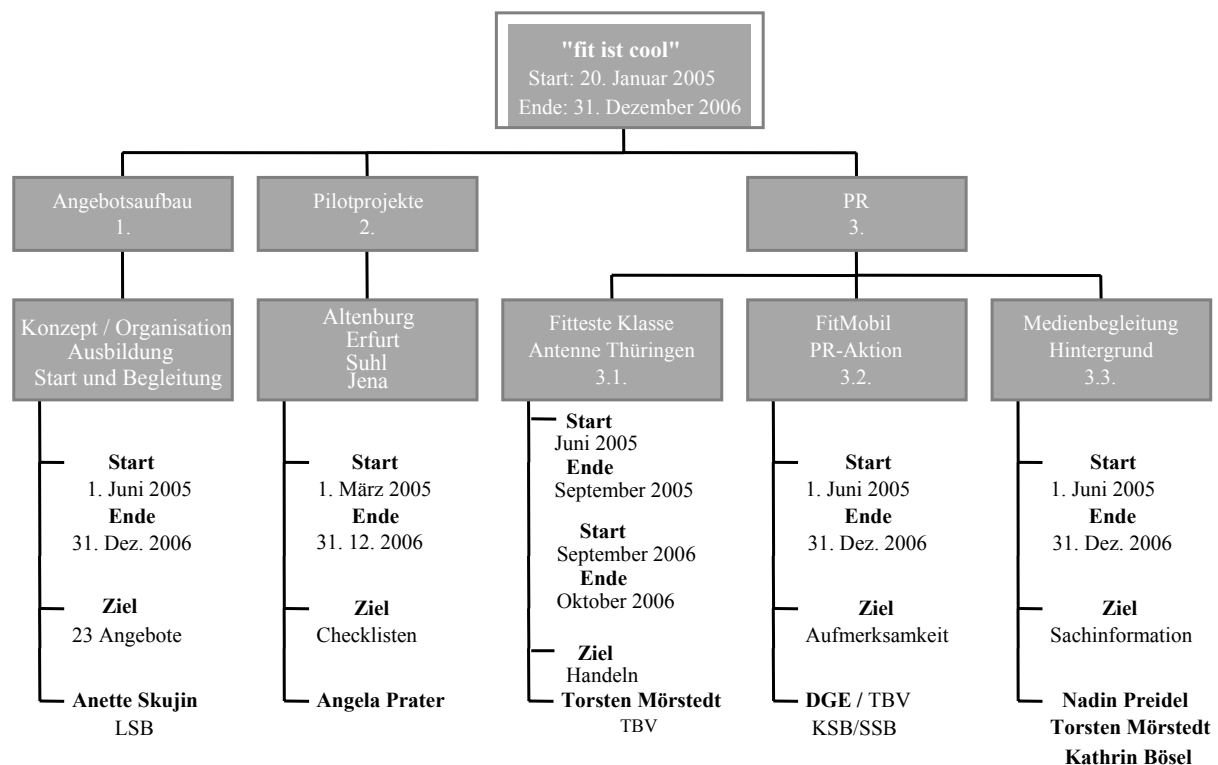 "fit ist cool"
Start: 20. Januar 2005
Ende: 31. Dezember 2006
Angebotsaufbau
1.
Pilotprojekte
2.
PR
3.
Konzept / Organisation
Ausbildung
Start und Begleitung
Altenburg
Erfurt
Suhl
Jena
Fitteste Klasse
Antenne Thüringen
3.1.
FitMobil
PR-Aktion
3.2.
Medienbegleitung
Hintergrund
3.3.
Start
1. Juni 2005
Ende
31. Dez. 2006
Ziel
23 Angebote
Anette Skujin
LSB
Start
1. März 2005
Ende
31. 12. 2006
Ziel
Checklisten
Angela Prater
Start
Juni 2005
Ende
September 2005
Start
September 2006
Ende
Oktober 2006
Ziel
Handeln
Torsten Mörstedt
TBV
Start
1. Juni 2005
Ende
31. Dez. 2006
Ziel
Aufmerksamkeit
DGE / TBV
KSB/SSB
Start
1. Juni 2005
Ende
31. Dez. 2006
Ziel
Sachinformation
Nadin Preidel
Torsten Mörstedt
Kathrin Bösel